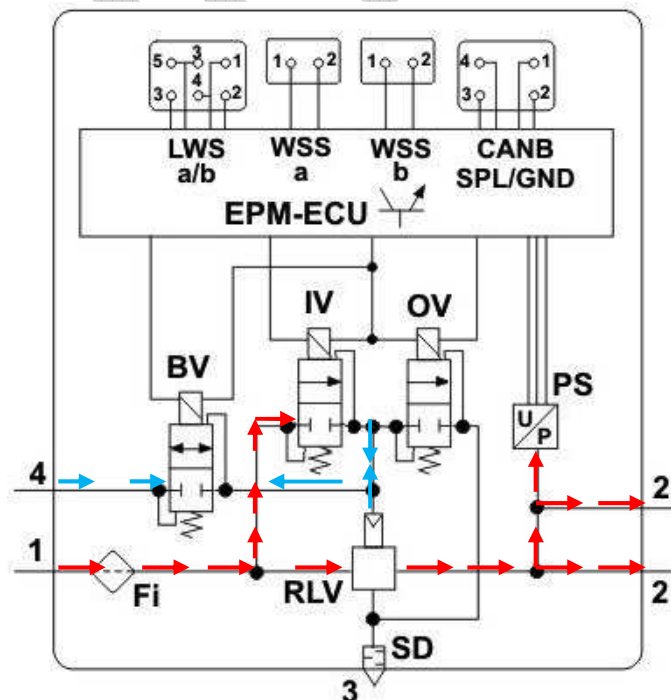 5 3 1
4
3 2
1 2
1 2
4 1
3 2
LWS
a/b
WSS
a
WSS
b
CANB
SPL/GND
EPM-ECU
IV
OV
BV
PS
U
P
4
2
1
Fi
RLV
2
SD
3